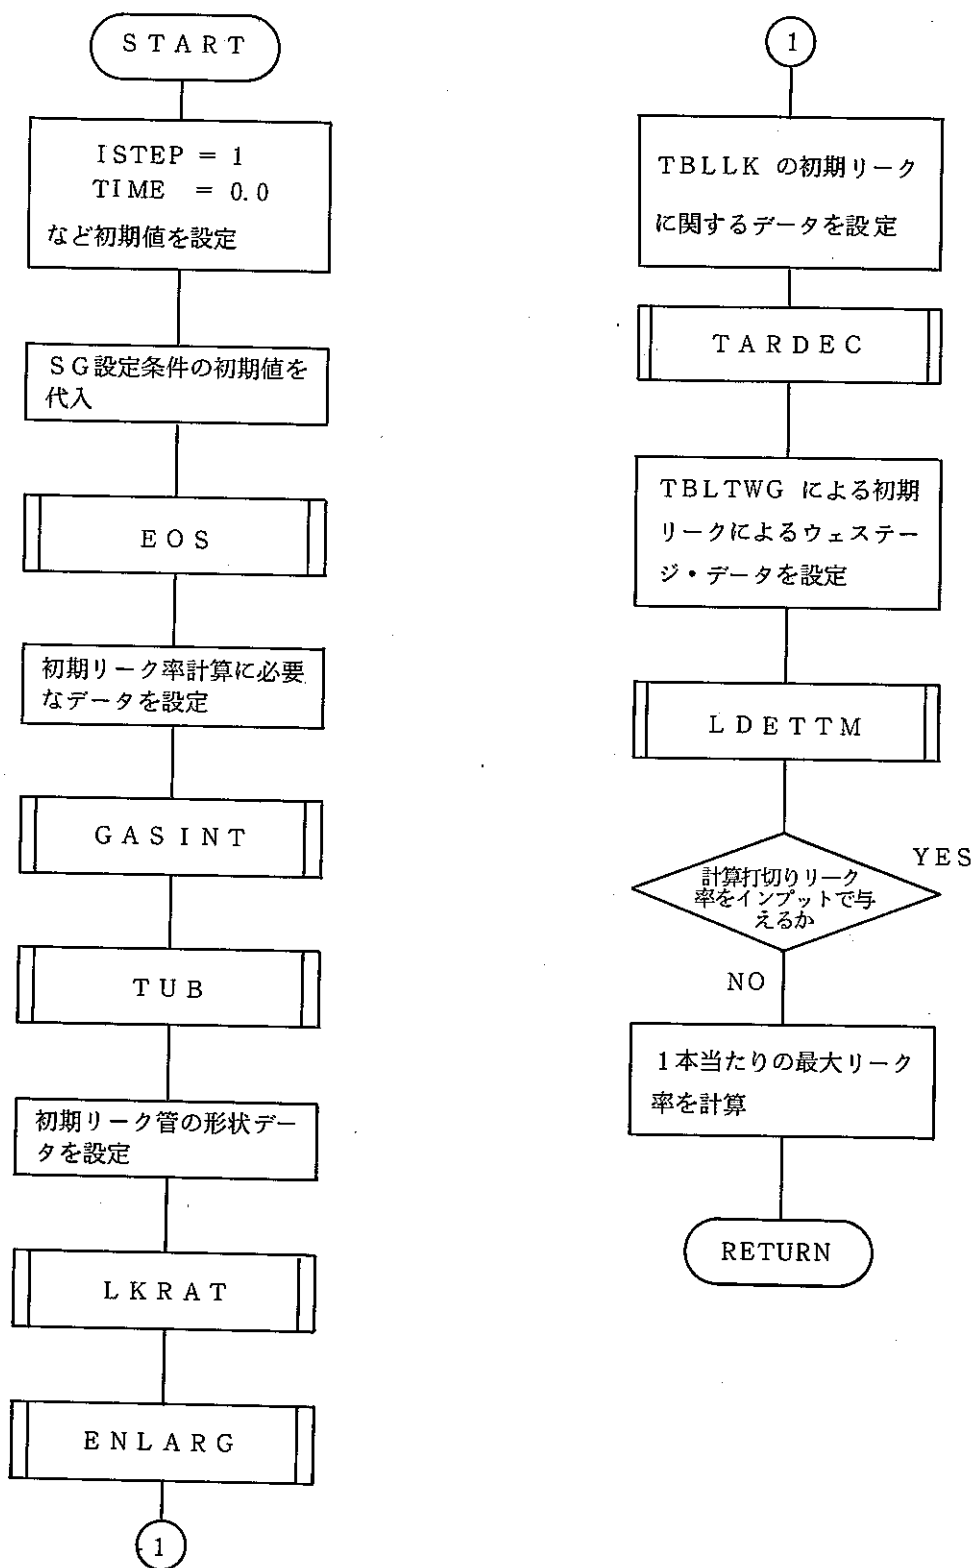 START
ISTEP = 1
TIME = 0.0
など初期値を設定
SG設定条件の初期値を
代入
EOS
初期リーク率計算に必要
なデータを設定
GASINT
TUB
初期リーク管の形状デー
タを設定
LKRAT
ENLARG
1
1
TBLLK の初期リーク
に関するデータを設定
TARDEC
TBLTWG による初期
リークによるウェステー
ジ・データを設定
LDETTM
計算打切りリーク
率をインプットで与
えるか
YES
NO
1本当たりの最大リーク
率を計算
RETURN